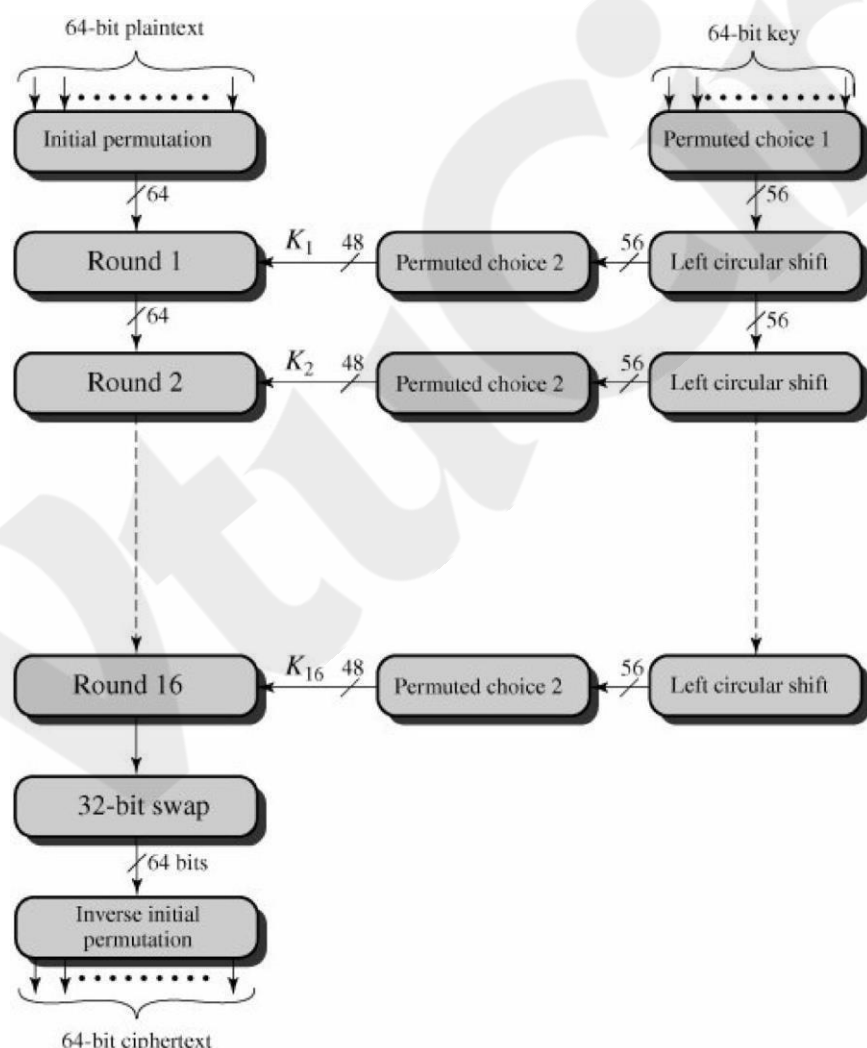 64-bit plaintext
64-bit key
Initial permutation
Permuted choice 1
64
56
Round 1
K1
48
Permuted choice 2
56
Left circular shift
64
56
Round 2
K2
48
Permuted choice 2
56
Left circular shift
Round 16
K16
48
Permuted choice 2
56
Left circular shift
32-bit swap
64 bits
Inverse initial
permutation
64-bit ciphertext